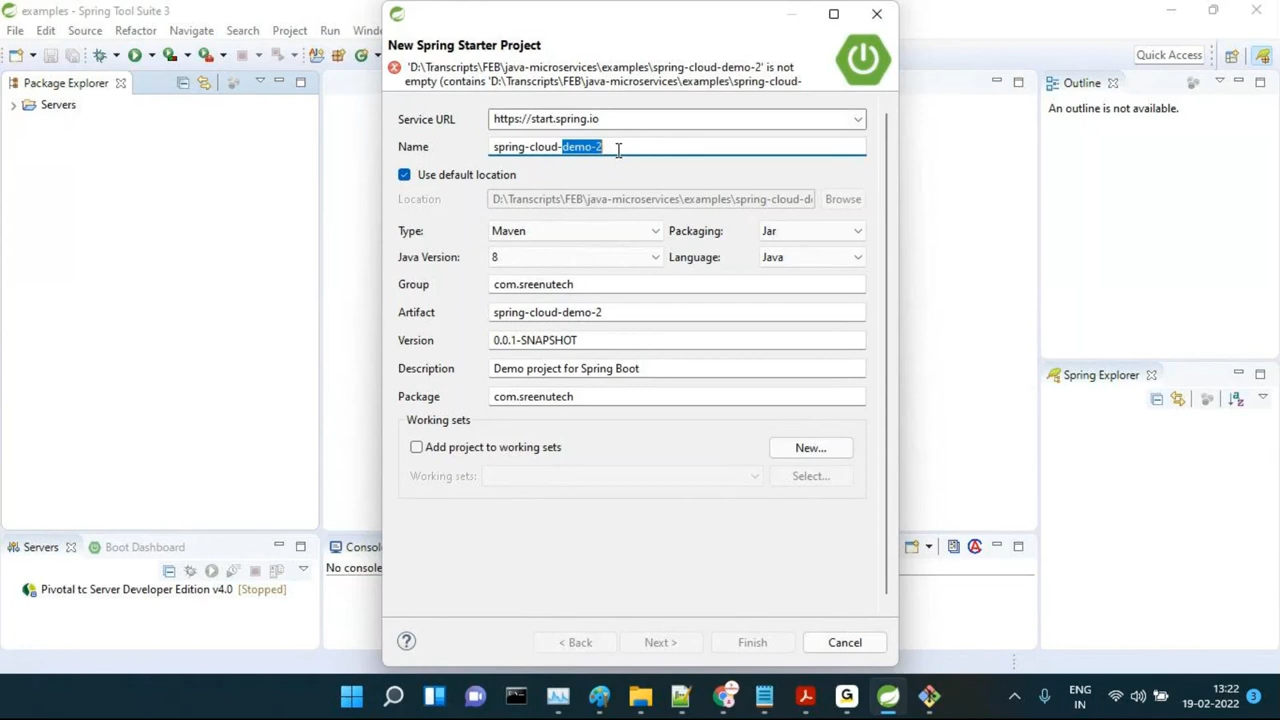 examples - Spring Tool Suite 3
File Edit Source Refactor Navigate Search Project Run
Quick Access
Package Explorer
Servers
New Spring Starter Project
'D:\Transcripts\FEB\java-microservices\examples\spring-cloud-demo-2' is not
empty (contains 'D:\Transcripts\FEB\java-microservices\examples\spring-cloud-
Service URL https://start.spring.io
Name spring-cloud-demo-2
Use default location
Location D:\Transcripts\FEB\java-microservices\examples\spring-cloud-d Browse
Type: Maven Packaging: Jar
Java Version: 8 Language: Java
Group com.sreenutech
Artifact spring-cloud-demo-2
Version 0.0.1-SNAPSHOT
Description Demo project for Spring Boot
Package com.sreenutech
Working sets
Add project to working sets New...
Working sets: Select...
? < Back Next > Finish Cancel
Outline
An outline is not available.
Spring Explorer
Servers Boot Dashboard
Pivotal tc Server Developer Edition v4.0 [Stopped]
No console
ENG
IN
13:22
19-02-2022
3